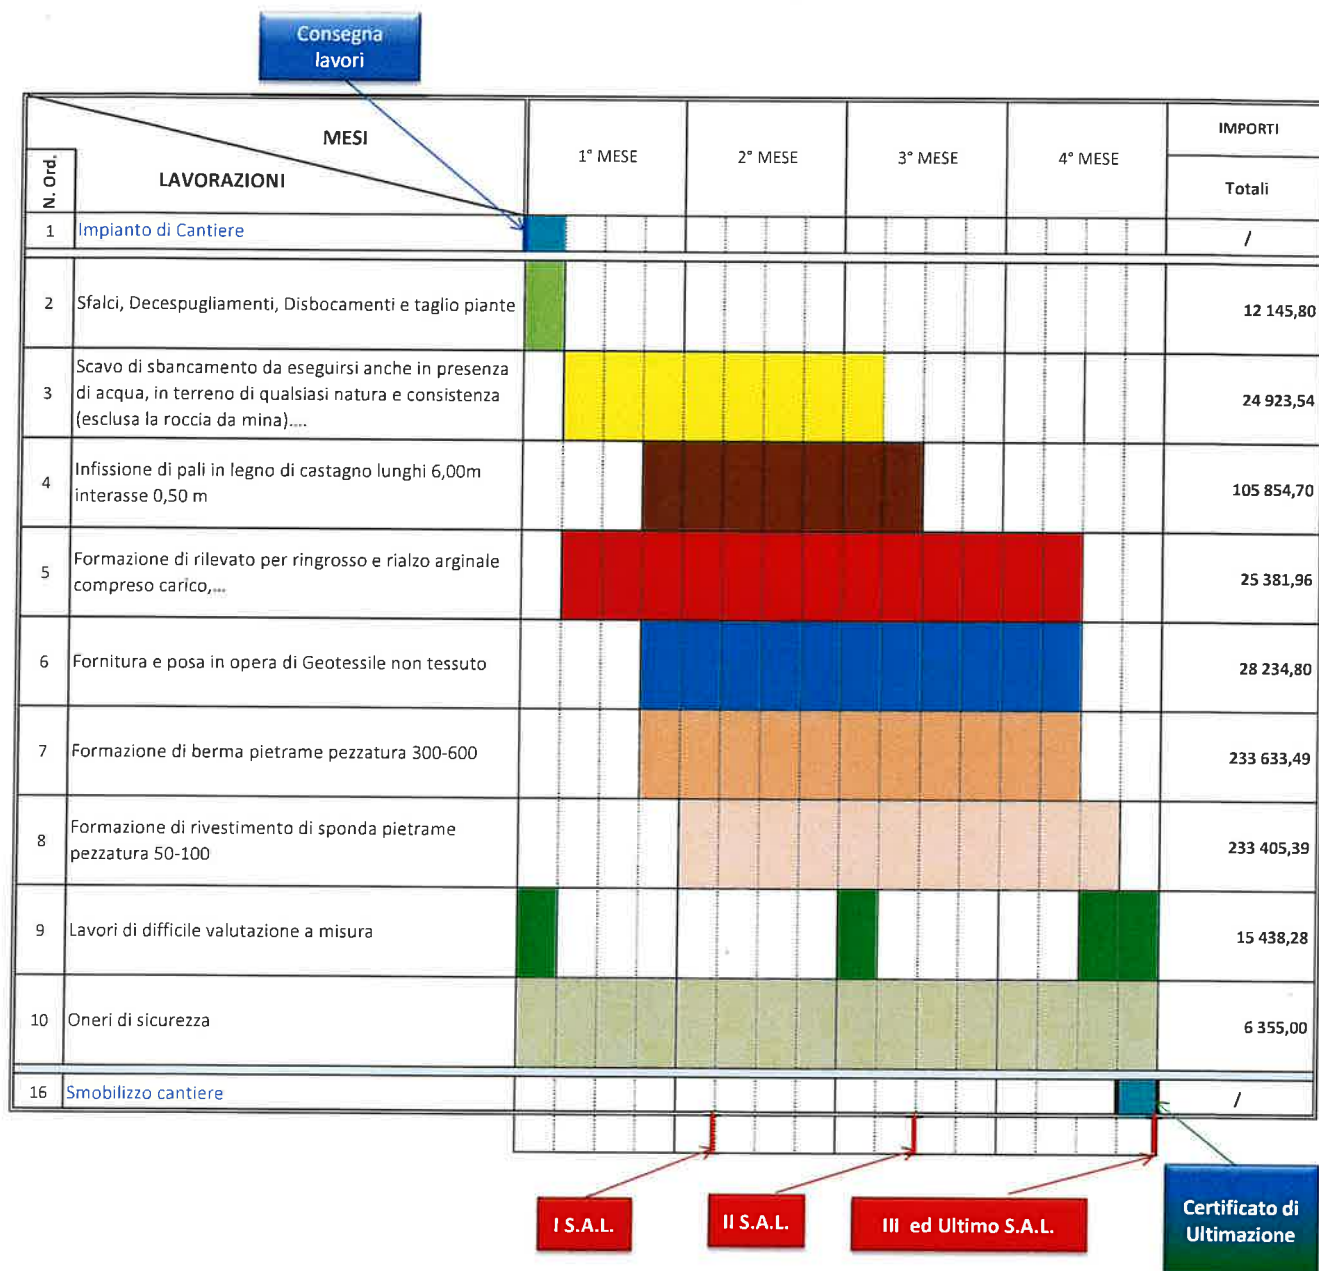 Consegna
lavori
MESI
N. Ord.
LAVORAZIONI
1° MESE
2° MESE
3° MESE
4° MESE
IMPORTI
Totali
1 Impianto di Cantiere /
2 Sfalci, Decespugliamenti, Disbocamenti e taglio piante 12 145,80
Scavo di sbancamento da eseguirsi anche in presenza
3 di acqua, in terreno di qualsiasi natura e consistenza 24 923,54
(esclusa la roccia da mina)....
4 Infissione di pali in legno di castagno lunghi 6,00m 105 854,70
interasse 0,50 m
5 Formazione di rilevato per ringrosso e rialzo arginale 25 381,96
compreso carico,...
6 Fornitura e posa in opera di Geotessile non tessuto 28 234,80
7 Formazione di berma pietrame pezzatura 300-600 233 633,49
8 Formazione di rivestimento di sponda pietrame 233 405,39
pezzatura 50-100
9 Lavori di difficile valutazione a misura 15 438,28
10 Oneri di sicurezza 6 355,00
16 Smobilizzo cantiere /
I S.A.L.
II S.A.L.
III ed Ultimo S.A.L.
Certificato di
Ultimazione